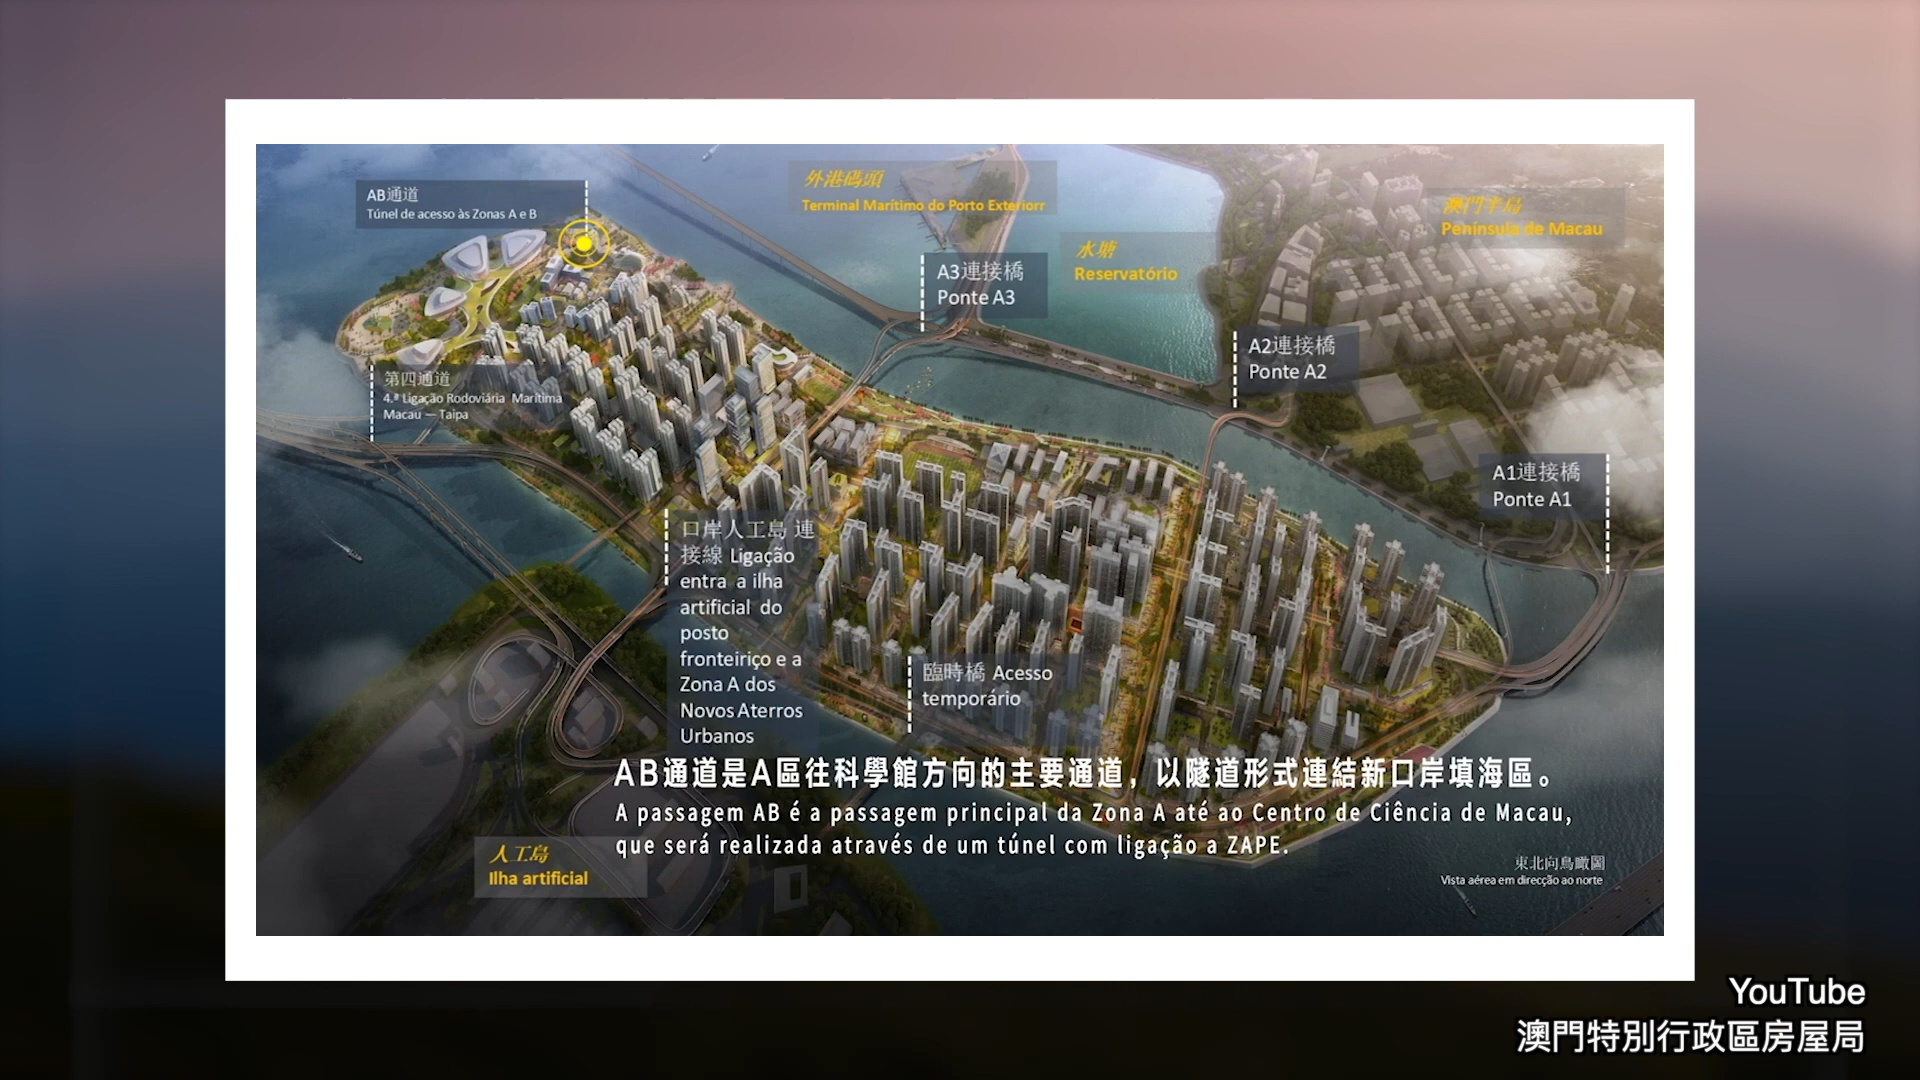 AB通道
Túnel de acesso às Zonas A e B
外港碼頭
Terminal Marítimo do Porto Exteriorr
澳門半島
Península de Macau
水塘
Reservatório
A3連接橋
Ponte A3
A2連接橋
Ponte A2
第四通道
4.ª Ligação Rodoviária Marítima
Macau — Taipa
A1連接橋
Ponte A1
口岸人工島 連
接線 Ligação
entra a ilha
artificial do
posto
fronteiriço e a
Zona A dos
Novos Aterros
Urbanos
臨時橋 Acesso
temporário
AB通道是A區往科學館方向的主要通道，以隧道形式連結新口岸填海區。
A passagem AB é a passagem principal da Zona A até ao Centro de Ciência de Macau,
que será realizada através de um túnel com ligação a ZAPE.
人工島
Ilha artificial
東北向鳥瞰圖
Vista aérea em direcção ao norte
YouTube
澳門特別行政區房屋局